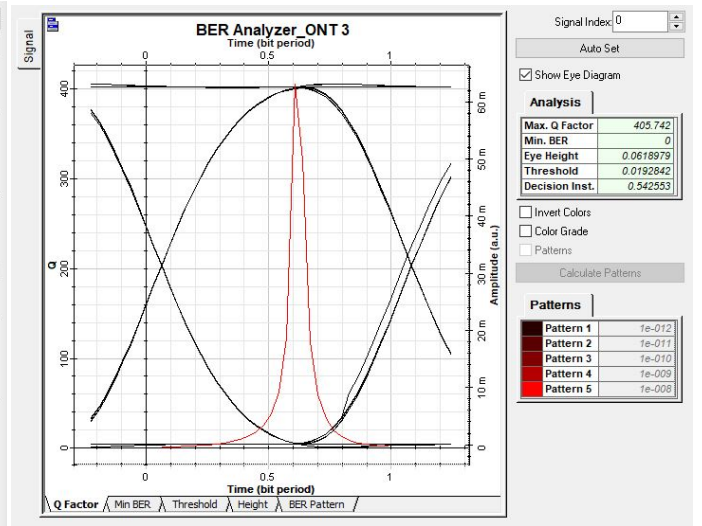 Signal
BER Analyzer_ONT 3
Time (bit period)
0 0.5 1
Q
400
300
200
100
0
60 m
50 m
40 m
30 m
20 m
10 m
0
Amplitude (a.u.)
0 0.5 1
Time (bit period)
Q Factor Min BER Threshold Height BER Pattern
Signal Index: 0
Auto Set
Show Eye Diagram
Analysis
Max. Q Factor 405.742
Min. BER 0
Eye Height 0.0618979
Threshold 0.0192842
Decision Inst. 0.542553
Invert Colors
Color Grade
Patterns
Calculate Patterns
Patterns
Pattern 1 1e-012
Pattern 2 1e-011
Pattern 3 1e-010
Pattern 4 1e-009
Pattern 5 1e-008